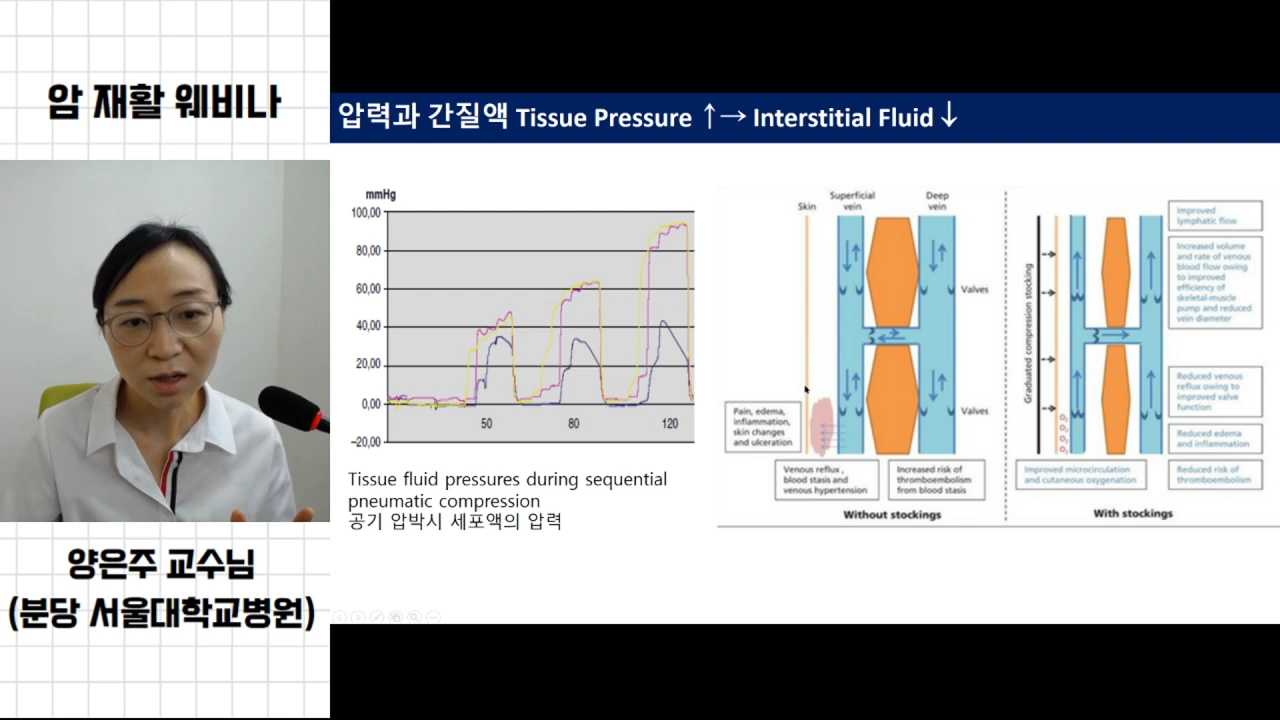 암 재활 웨비나
양은주 교수님
(분당 서울대학교병원)
압력과 간질액 Tissue Pressure ↑→ Interstitial Fluid ↓
mmHg
100,00
80,00
60,00
40,00
20,00
0,00
−20,00
50
80
120
Tissue fluid pressures during sequential
pneumatic compression
공기 압박시 세포액의 압력
Skin
Superficial
vein
Deep
vein
Valves
Valves
Pain, edema,
inflammation,
skin changes
and ulceration
Venous reflux ,
blood stasis and
venous hypertension
Increased risk of
thromboembolism
from blood stasis
Without stockings
Graduated compression stocking
O₂
O₂
O₂
Improved
lymphatic flow
Increased volume
and rate of venous
blood flow owing
to improved
efficiency of
skeletal-muscle
pump and reduced
vein diameter
Reduced venous
reflux owing to
improved valve
function
Reduced edema
and inflammation
Improved microcirculation
and cutaneous oxygenation
Reduced risk of
thromboembolism
With stockings